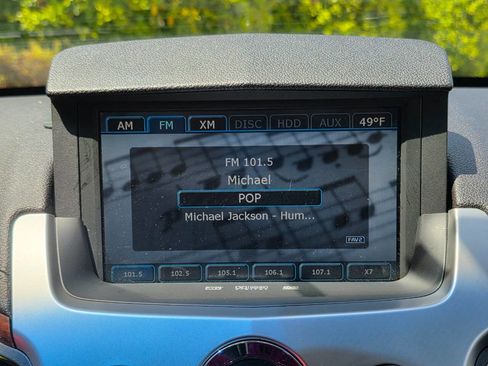 AM FM XM DISC HDD AUX 49°F
FM 101.5
Michael
POP
Michael Jackson - Hum...
FAV2
101.5 102.5 105.1 106.1 107.1 X7